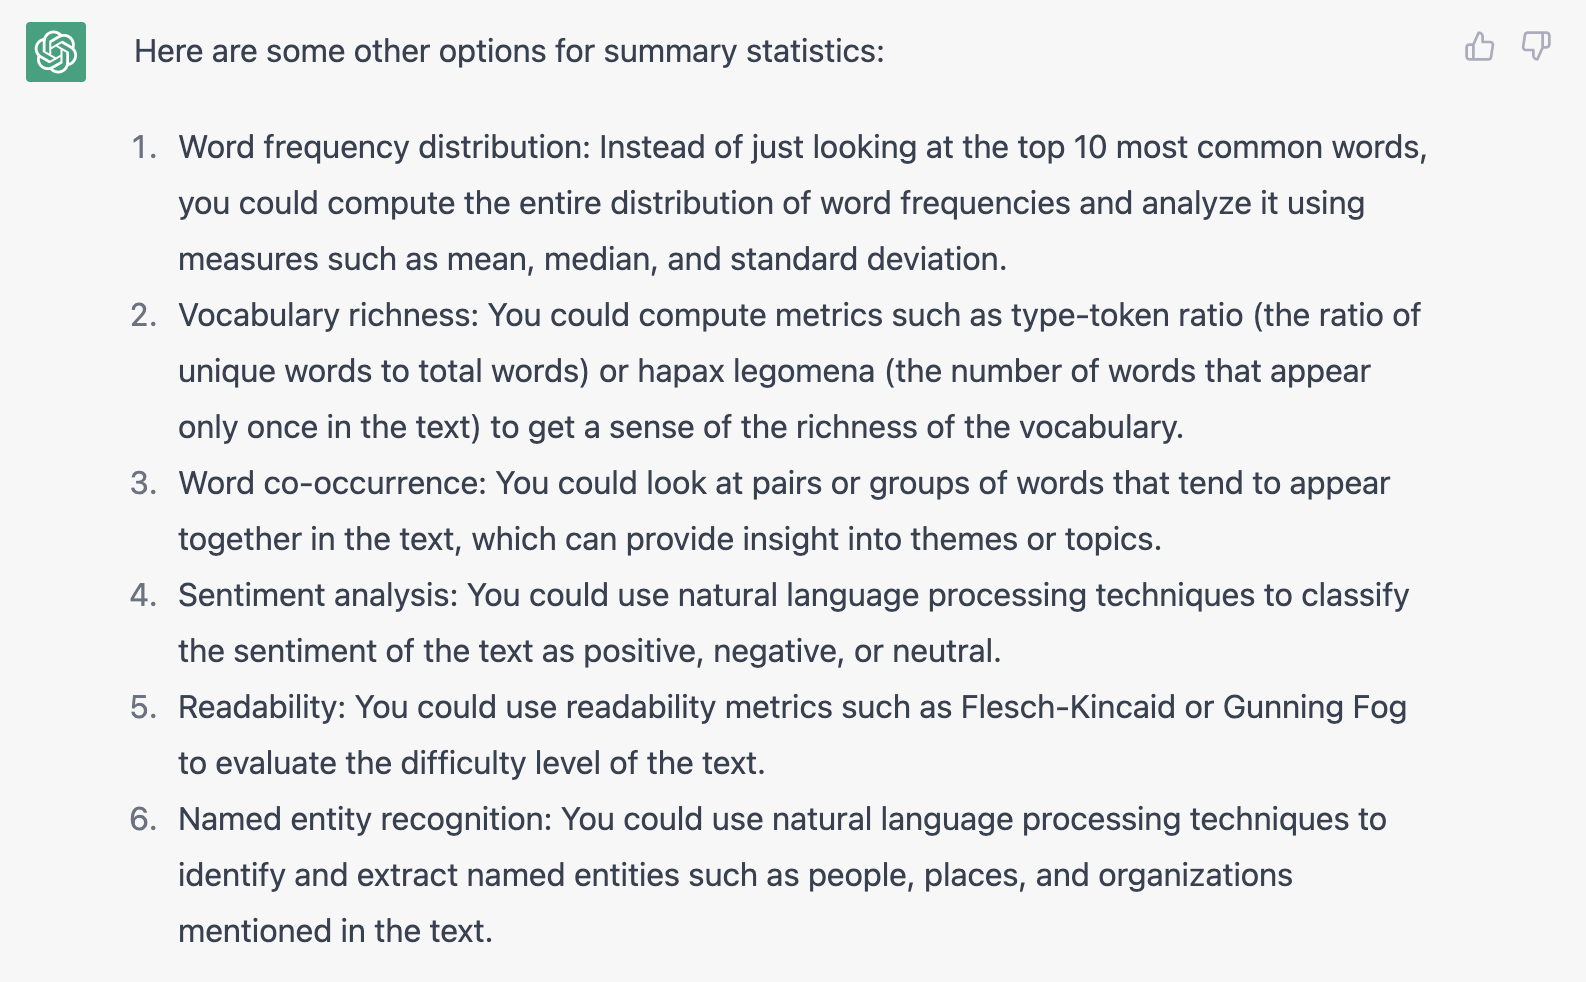 Here are some other options for summary statistics:
1. Word frequency distribution: Instead of just looking at the top 10 most common words,
you could compute the entire distribution of word frequencies and analyze it using
measures such as mean, median, and standard deviation.
2. Vocabulary richness: You could compute metrics such as type-token ratio (the ratio of
unique words to total words) or hapax legomena (the number of words that appear
only once in the text) to get a sense of the richness of the vocabulary.
3. Word co-occurrence: You could look at pairs or groups of words that tend to appear
together in the text, which can provide insight into themes or topics.
4. Sentiment analysis: You could use natural language processing techniques to classify
the sentiment of the text as positive, negative, or neutral.
5. Readability: You could use readability metrics such as Flesch-Kincaid or Gunning Fog
to evaluate the difficulty level of the text.
6. Named entity recognition: You could use natural language processing techniques to
identify and extract named entities such as people, places, and organizations
mentioned in the text.